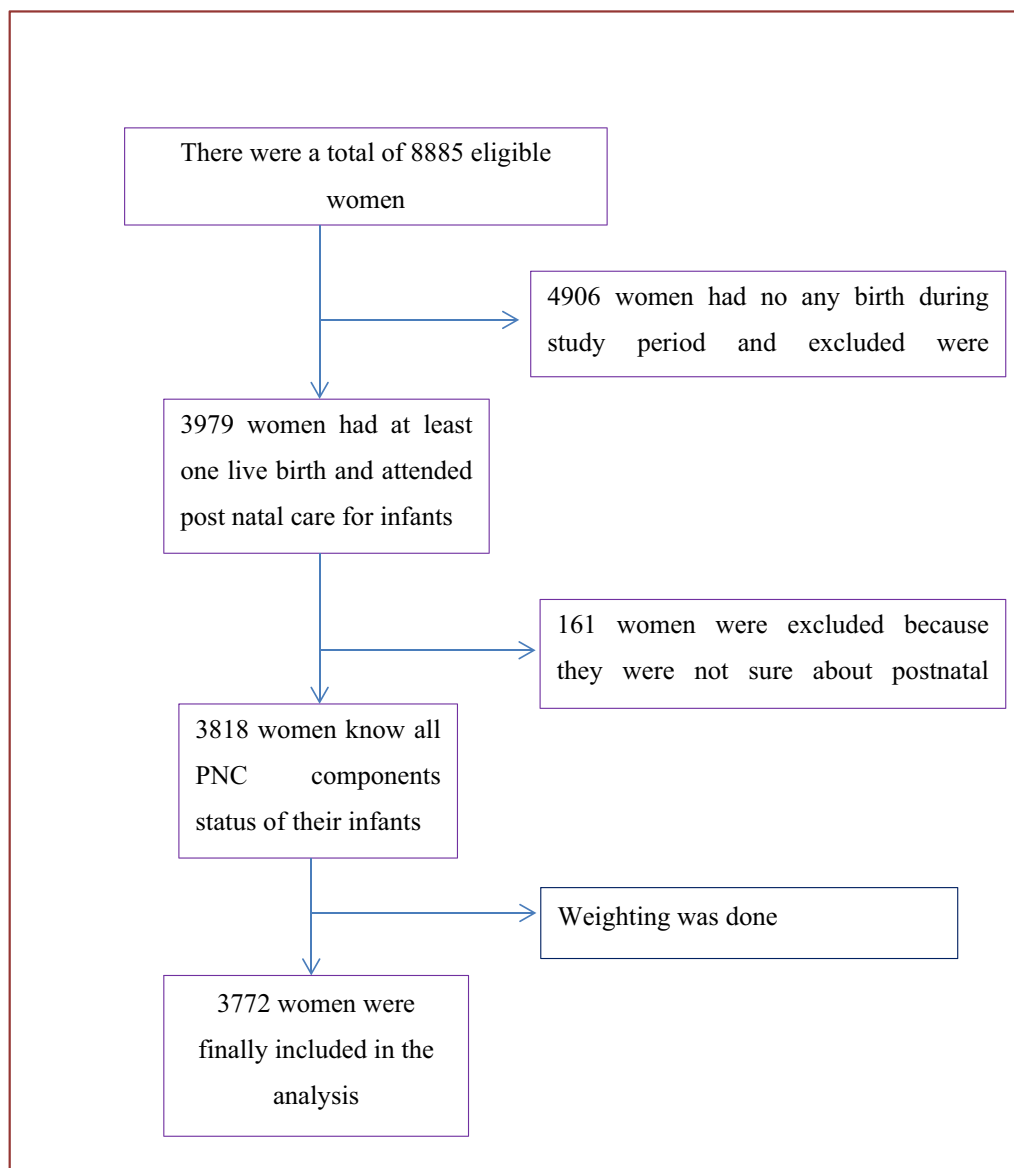 There were a total of 8885 eligible
women
4906 women had no any birth during
study period and excluded were
3979 women had at least
one live birth and attended
post natal care for infants
161 women were excluded because
they were not sure about postnatal
3818 women know all
PNC components
status of their infants
Weighting was done
3772 women were
finally included in the
analysis